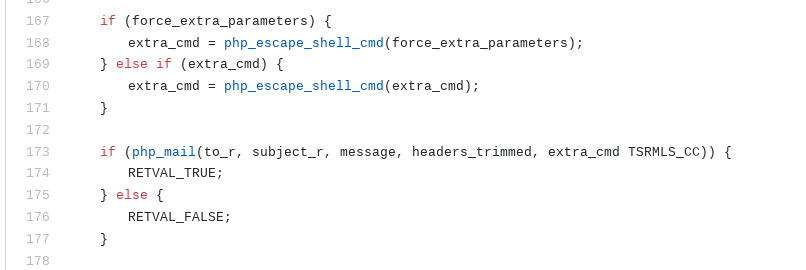 167 if (force_extra_parameters) {
168 extra_cmd = php_escape_shell_cmd(force_extra_parameters);
169 } else if (extra_cmd) {
170 extra_cmd = php_escape_shell_cmd(extra_cmd);
171 }
172
173 if (php_mail(to_r, subject_r, message, headers_trimmed, extra_cmd TSRMLS_CC)) {
174 RETVAL_TRUE;
175 } else {
176 RETVAL_FALSE;
177 }
178